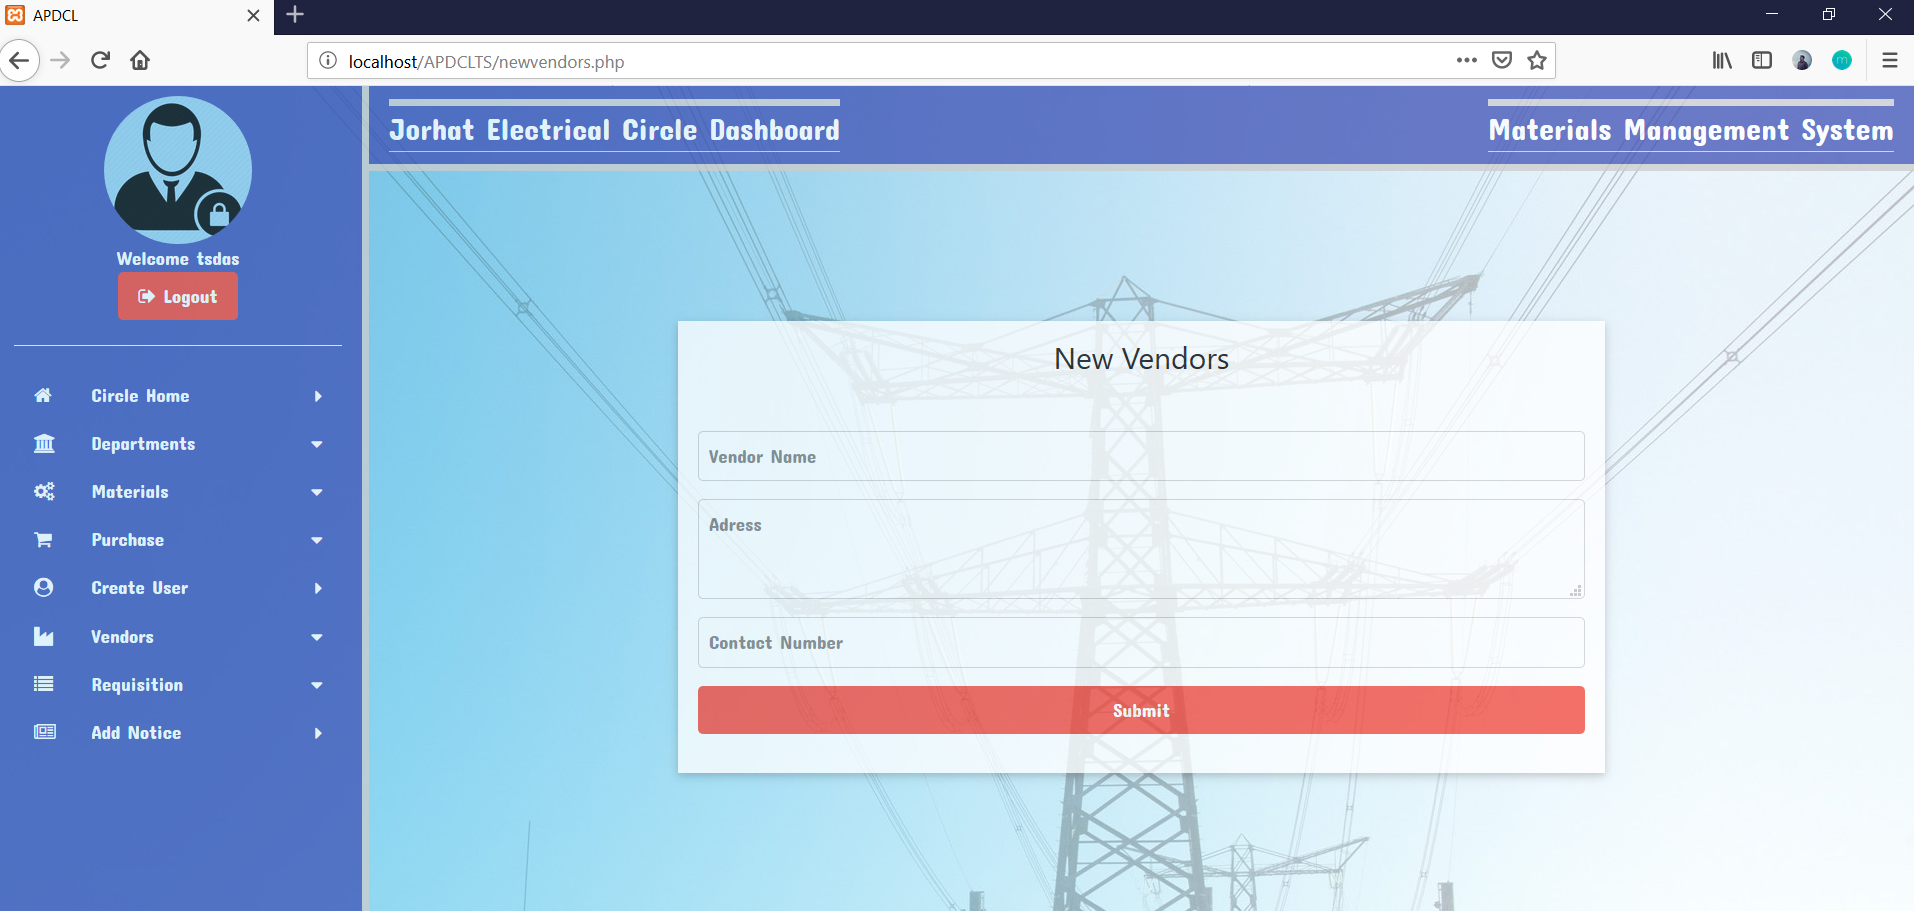 APDCL
localhost/APDCLTS/newvendors.php
Jorhat Electrical Circle Dashboard
Materials Management System
Welcome tsdas
Logout
Circle Home
Departments
Materials
Purchase
Create User
Vendors
Requisition
Add Notice
New Vendors
Vendor Name
Adress
Contact Number
Submit